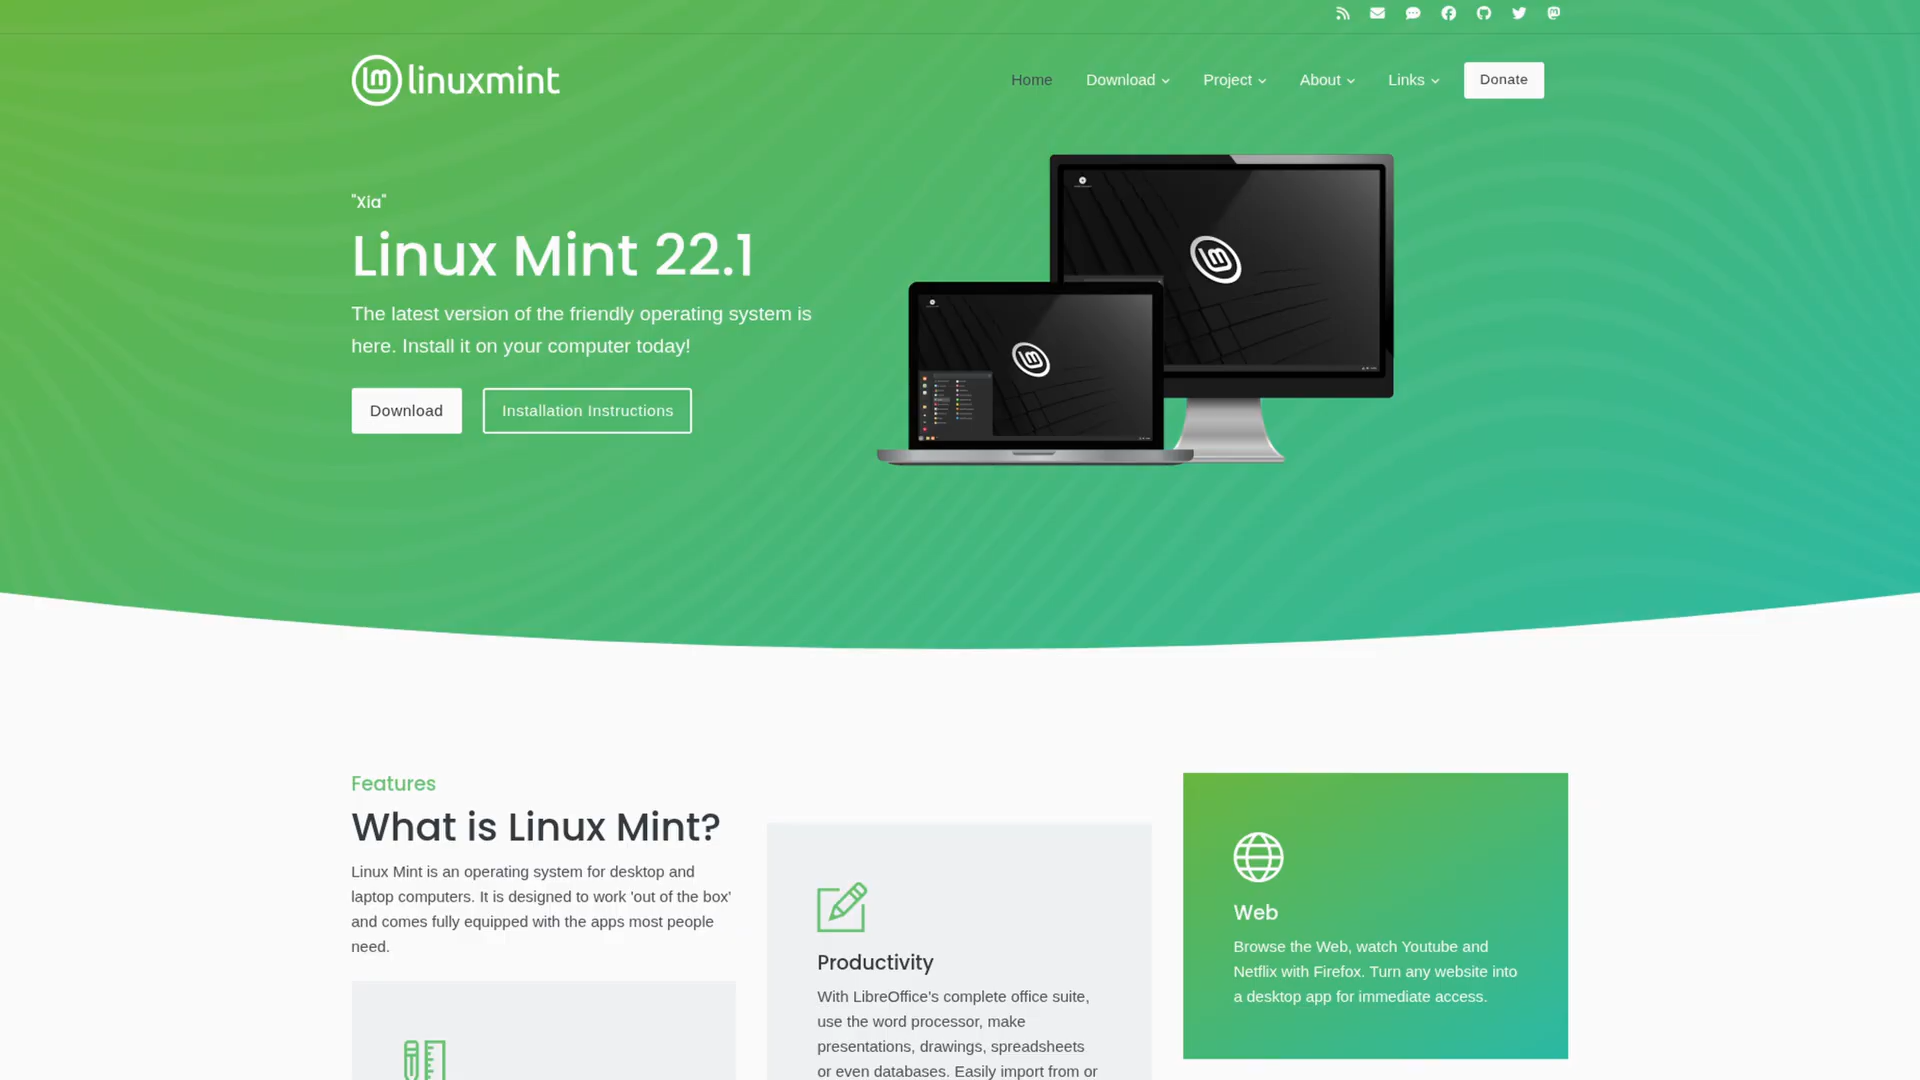 linuxmint
Home
Download
Project
About
Links
Donate
"Xia"
Linux Mint 22.1
The latest version of the friendly operating system is
here. Install it on your computer today!
Download
Installation Instructions
Features
What is Linux Mint?
Linux Mint is an operating system for desktop and
laptop computers. It is designed to work 'out of the box'
and comes fully equipped with the apps most people
need.
Productivity
With LibreOffice's complete office suite,
use the word processor, make
presentations, drawings, spreadsheets
or even databases. Easily import from or
Web
Browse the Web, watch Youtube and
Netflix with Firefox. Turn any website into
a desktop app for immediate access.